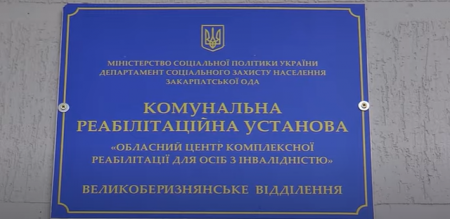 МІНІСТЕРСТВО СОЦІАЛЬНОЇ ПОЛІТИКИ УКРАЇНИ
ДЕПАРТАМЕНТ СОЦІАЛЬНОГО ЗАХИСТУ НАСЕЛЕННЯ
ЗАКАРПАТСЬКОЇ ОДА
КОМУНАЛЬНА
РЕАБІЛІТАЦІЙНА УСТАНОВА
«ОБЛАСНИЙ ЦЕНТР КОМПЛЕКСНОЇ
РЕАБІЛІТАЦІЇ ДЛЯ ОСІБ З ІНВАЛІДНІСТЮ»
ВЕЛИКОБЕРИЗНЯНСЬКЕ ВІДДІЛЕННЯ